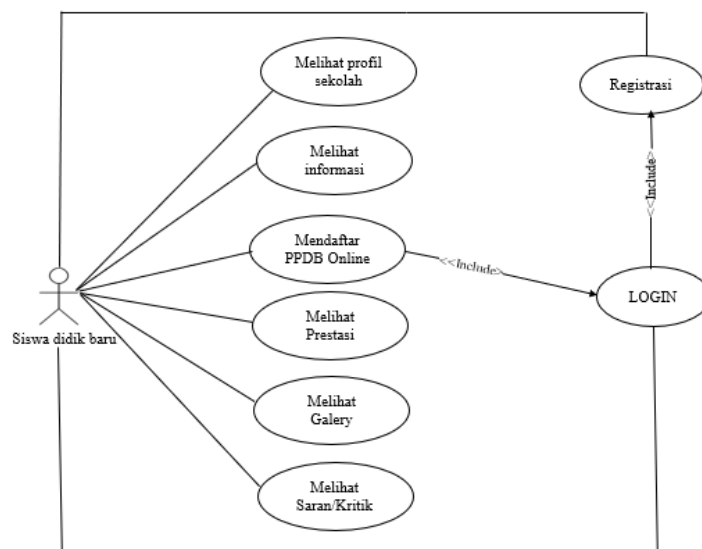 Melihat profil
sekolah
Registrasi
Melihat
informasi
<<Include>
Mendaftar
PPDB Online
<<Include>
LOGIN
Siswa didik baru
Melihat
Prestasi
Melihat
Galery
Melihat
Saran/Kritik